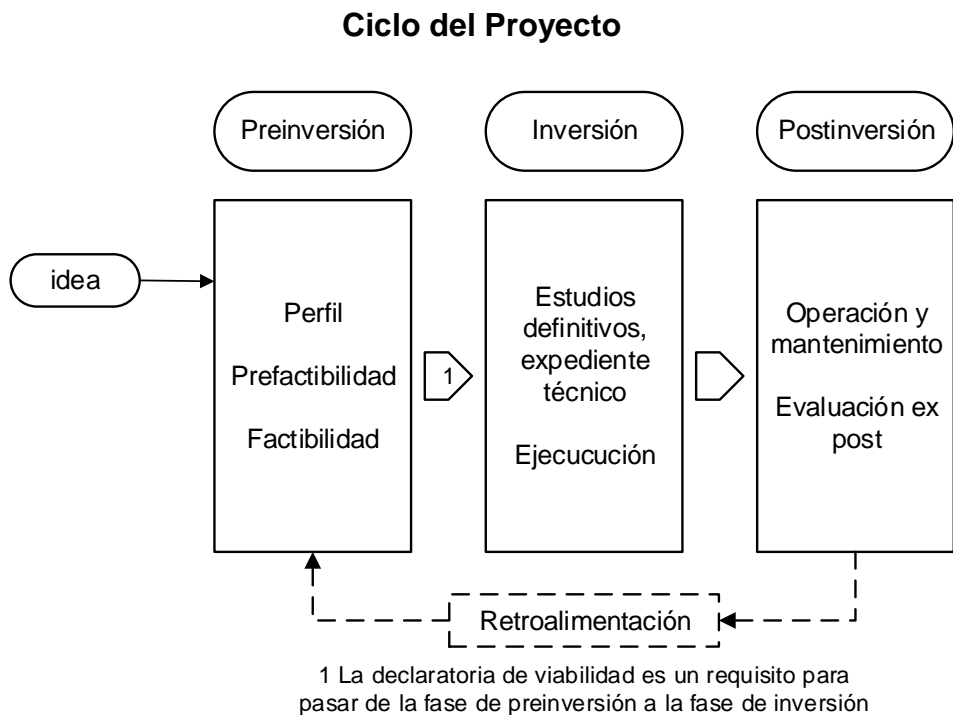 Ciclo del Proyecto
Preinversión
Inversión
Postinversión
idea
Perfil
Prefactibilidad
Factibilidad
1
Estudios
definitivos,
expediente
técnico
Ejecucución
Operación y
mantenimiento
Evaluación ex
post
Retroalimentación
1 La declaratoria de viabilidad es un requisito para
pasar de la fase de preinversión a la fase de inversión